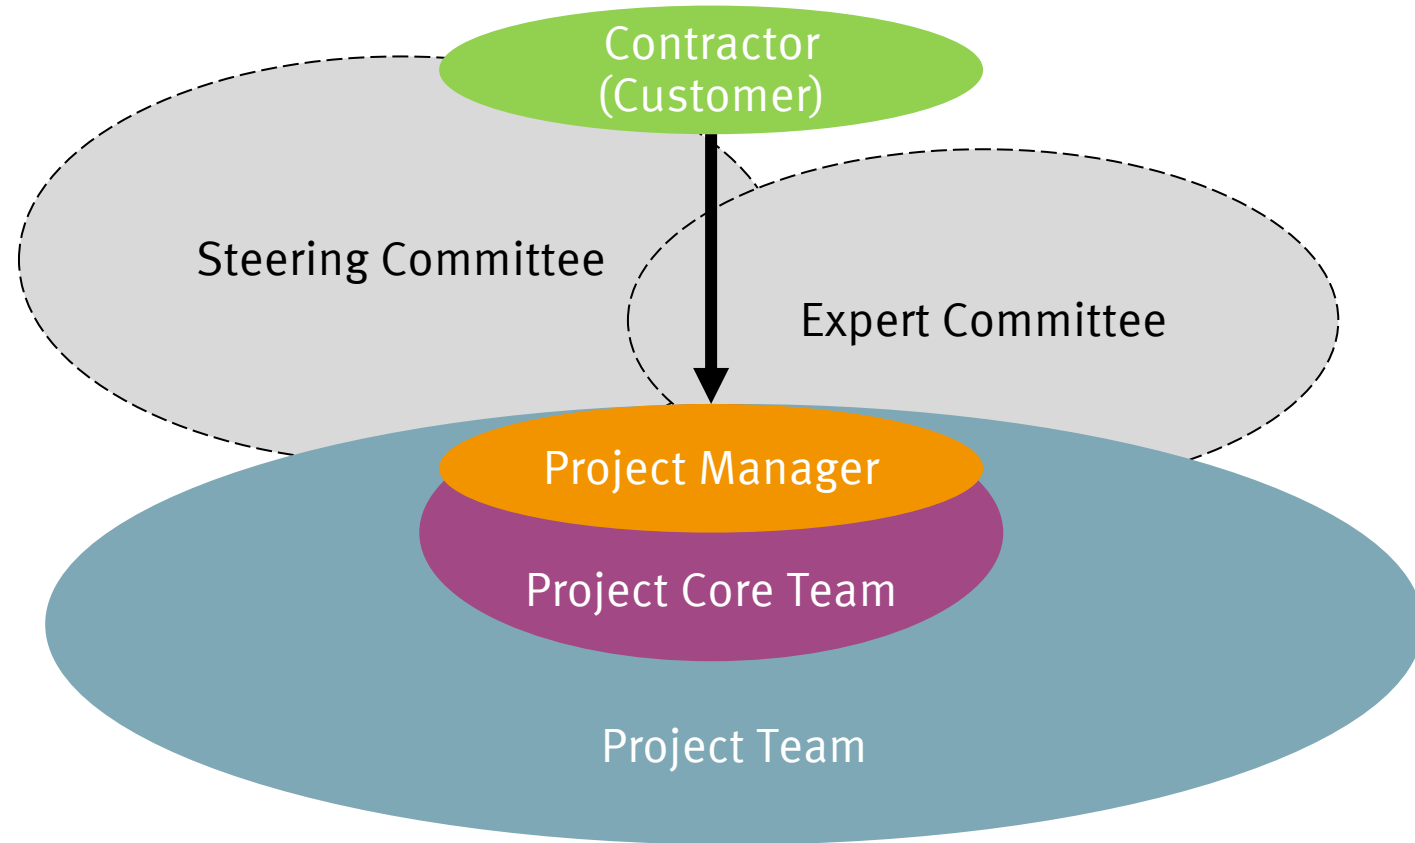 Contractor
(Customer)
Steering Committee
Expert Committee
Project Manager
Project Core Team
Project Team